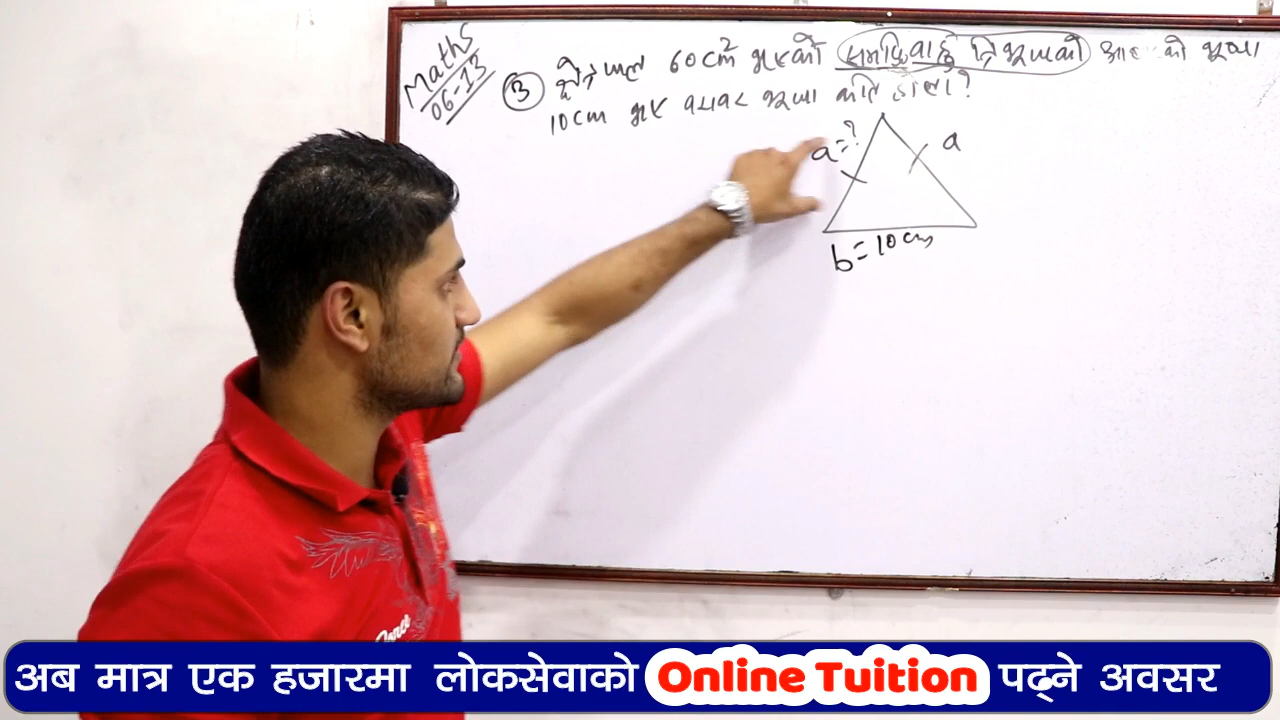 Maths
06-13
③ क्षेत्रफल 60cm² भएको समद्विबाहु त्रिभुजको आधारको भुजा
10cm भए बराबर भुजा कति होला?
a=?
a
b=10cm
Force
अब मात्र एक हजारमा लोकसेवाको Online Tuition पढ्ने अवसर